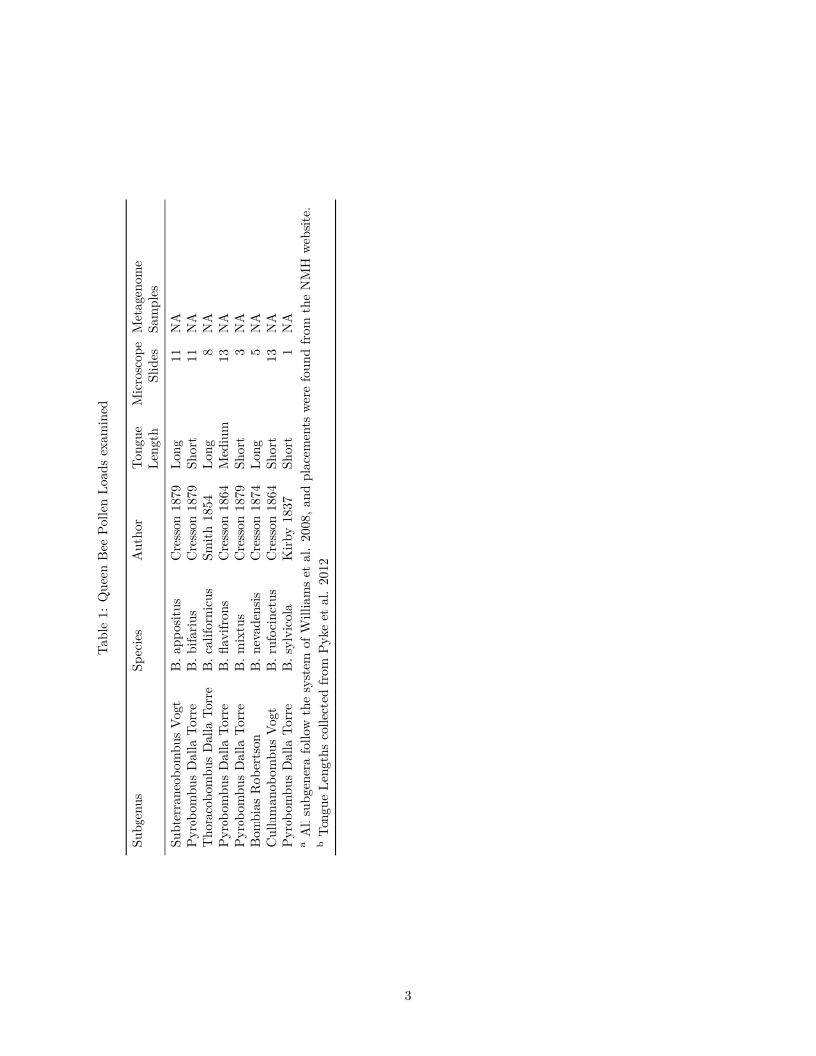 Table 1: Queen Bee Pollen Loads examined
Subgenus Species Author Tongue Microscope Metagenome
Length Slides Samples
Subterraneobombus Vogt B. appositus Cresson 1879 Long 11 NA
Pyrobombus Dalla Torre B. bifarius Cresson 1879 Short 11 NA
Thoracobombus Dalla Torre B. californicus Smith 1854 Long 8 NA
Pyrobombus Dalla Torre B. flavifrons Cresson 1864 Medium 13 NA
Pyrobombus Dalla Torre B. mixtus Cresson 1879 Short 3 NA
Bombias Robertson B. nevadensis Cresson 1874 Long 5 NA
Cullumanobombus Vogt B. rufocinctus Cresson 1864 Short 13 NA
Pyrobombus Dalla Torre B. sylvicola Kirby 1837 Short 1 NA
a All subgenera follow the system of Williams et al. 2008, and placements were found from the NMH website.
b Tongue Lengths collected from Pyke et al. 2012
3